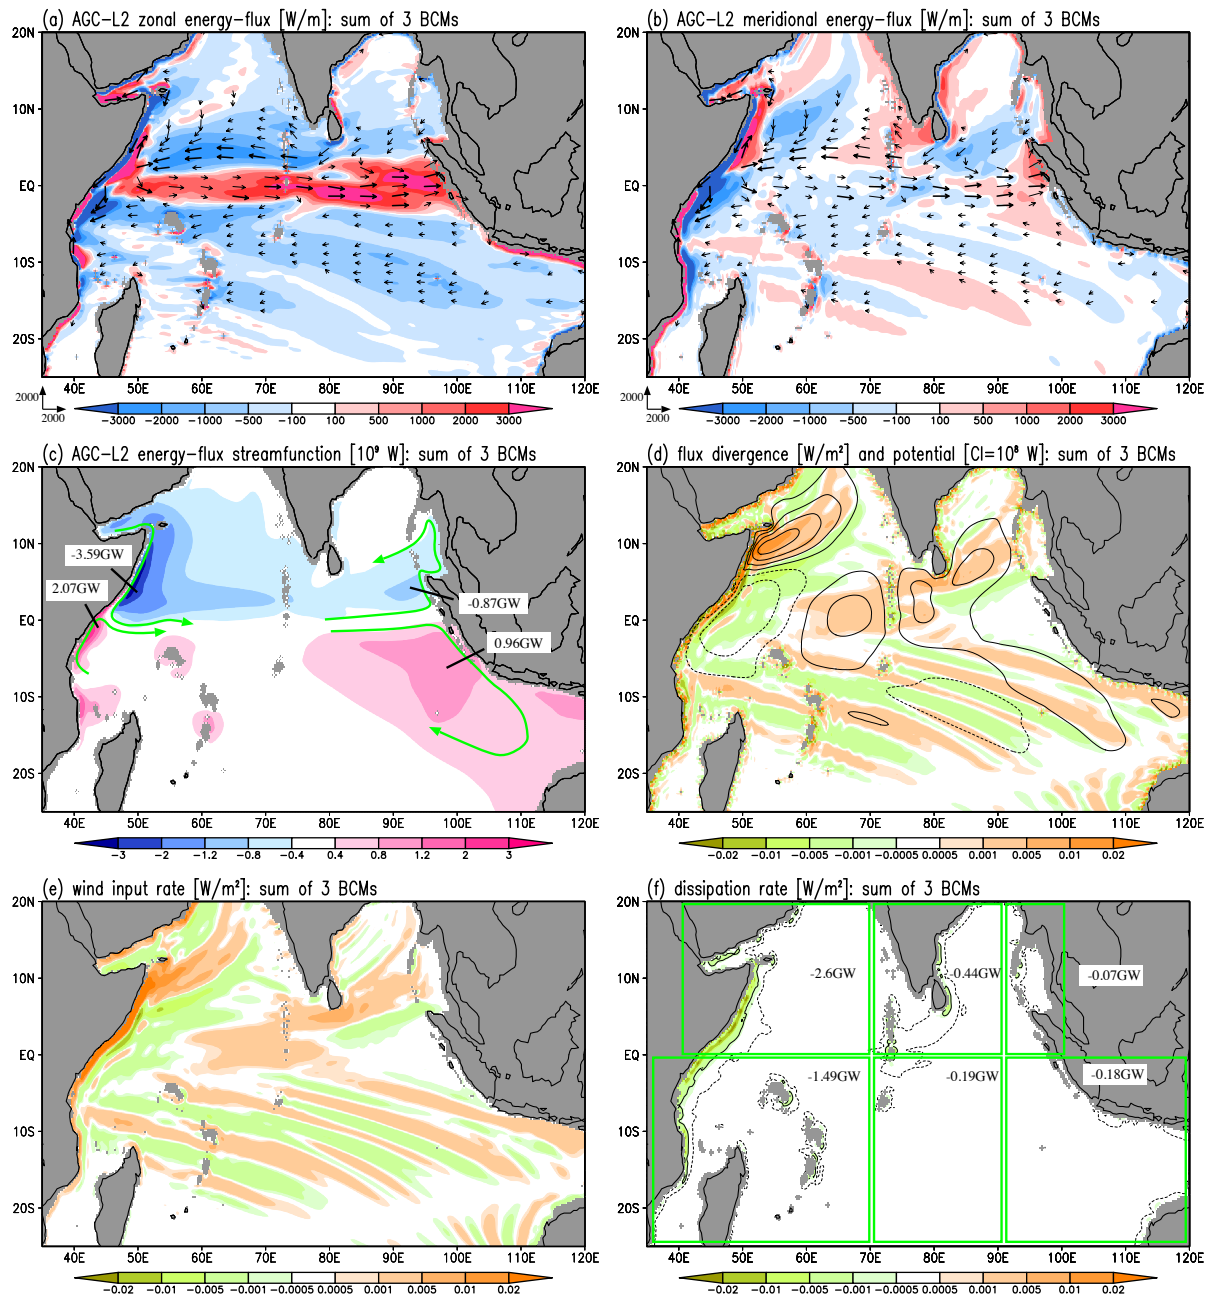 (a) AGC-L2 zonal energy-flux [W/m]: sum of 3 BCMs
(b) AGC-L2 meridional energy-flux [W/m]: sum of 3 BCMs
20N 10N EQ 10S 20S
40E 50E 60E 70E 80E 90E 100E 110E 120E
2000
2000
-3000 -2000 -1000 -500 -100 100 500 1000 2000 3000
20N 10N EQ 10S 20S
40E 50E 60E 70E 80E 90E 100E 110E 120E
2000
2000
-3000 -2000 -1000 -500 -100 100 500 1000 2000 3000
(c) AGC-L2 energy-flux streamfunction [10⁹ W]: sum of 3 BCMs
(d) flux divergence [W/m²] and potential [CI=10⁸ W]: sum of 3 BCMs
20N 10N EQ 10S 20S
-3.59GW
2.07GW
-0.87GW
0.96GW
40E 50E 60E 70E 80E 90E 100E 110E 120E
-3 -2 -1.2 -0.8 -0.4 0.4 0.8 1.2 2 3
20N 10N EQ 10S 20S
40E 50E 60E 70E 80E 90E 100E 110E 120E
-0.02 -0.01 -0.005 -0.001 -0.0005 0.0005 0.001 0.005 0.01 0.02
(e) wind input rate [W/m²]: sum of 3 BCMs
(f) dissipation rate [W/m²]: sum of 3 BCMs
20N 10N EQ 10S 20S
40E 50E 60E 70E 80E 90E 100E 110E 120E
-0.02 -0.01 -0.005 -0.001 -0.0005 0.0005 0.001 0.005 0.01 0.02
20N 10N EQ 10S 20S
-2.6GW -0.44GW -0.07GW
-1.49GW -0.19GW -0.18GW
40E 50E 60E 70E 80E 90E 100E 110E 120E
-0.02 -0.01 -0.005 -0.001 -0.0005 0.0005 0.001 0.005 0.01 0.02